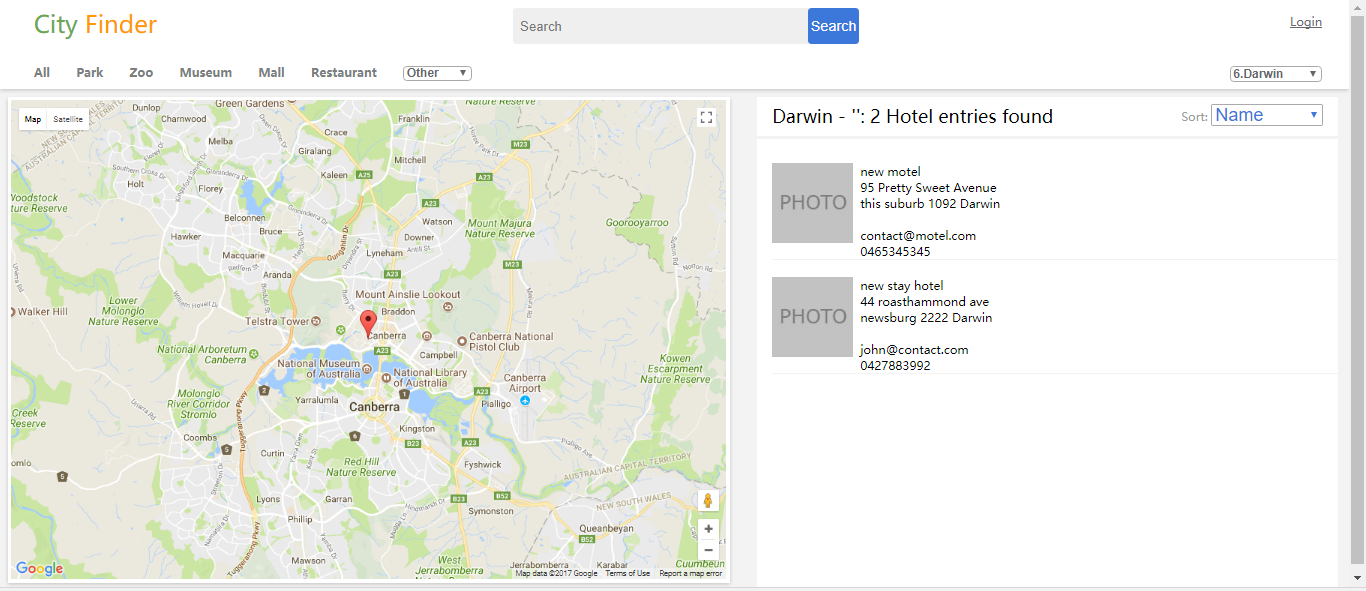 City Finder
Search
Search
Login
All Park Zoo Museum Mall Restaurant Other
6.Darwin
Map Satellite
Green Gardens
Nature Reserve
Dunlop
Charnwood
Franklin
Crace
Melba
Giralang
Mitchell
Kaleen
Holt
Florey
Woodstock
Nature Reserve
Belconnen
Bruce
Watson
Mount Majura
Nature Reserve
Goorooyarroo
Hawker
Downer
Macquarie
Lyneham
Aranda
Lower
Molonglo
Nature Reserve
Mount Ainslie Lookout
Walker Hill
Telstra Tower
Braddon
Canberra
Canberra National
Pistol Club
National Arboretum
Canberra
Campbell
National Museum
of Australia
National Library
of Australia
Kowen
Escarpment
Nature Reserve
Canberra
Airport
Molonglo
River Corridor
Stromlo
Yarralumla
Canberra
Pialligo
Creek
Reserve
Coombs
Kingston
Curtin
Red Hill
Nature Reserve
Fyshwick
AUSTRALIAN CAPITAL TERRITORY
NEW SOUTH WALES
Lyons
Garran
Phillip
Symonston
Queanbeyan
Mawson
West
Jerrabomberra
Nature Reserve
Jerrabomberra
Karabar
Cuumbeun
Google
Map data ©2017 Google Terms of Use Report a map error
Darwin - '': 2 Hotel entries found
Sort: Name
PHOTO
new motel
95 Pretty Sweet Avenue
this suburb 1092 Darwin
contact@motel.com
0465345345
PHOTO
new stay hotel
44 roasthammond ave
newsburg 2222 Darwin
john@contact.com
0427883992